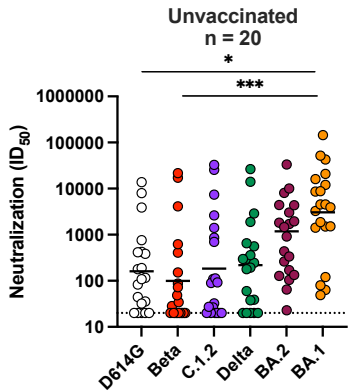 Unvaccinated
n = 20
*
***
Neutralization (ID50)
1000000
100000
10000
1000
100
10
D614G
Beta
C.1.2
Delta
BA.2
BA.1